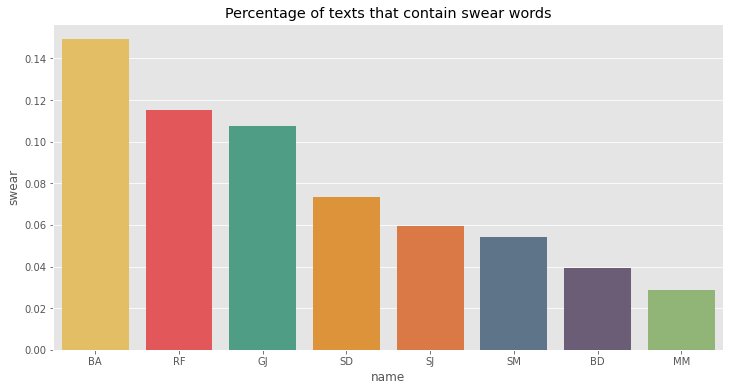 Percentage of texts that contain swear words
0.14
0.12
0.10
0.08
0.06
0.04
0.02
0.00
swear
BA RF GJ SD SJ SM BD MM
name